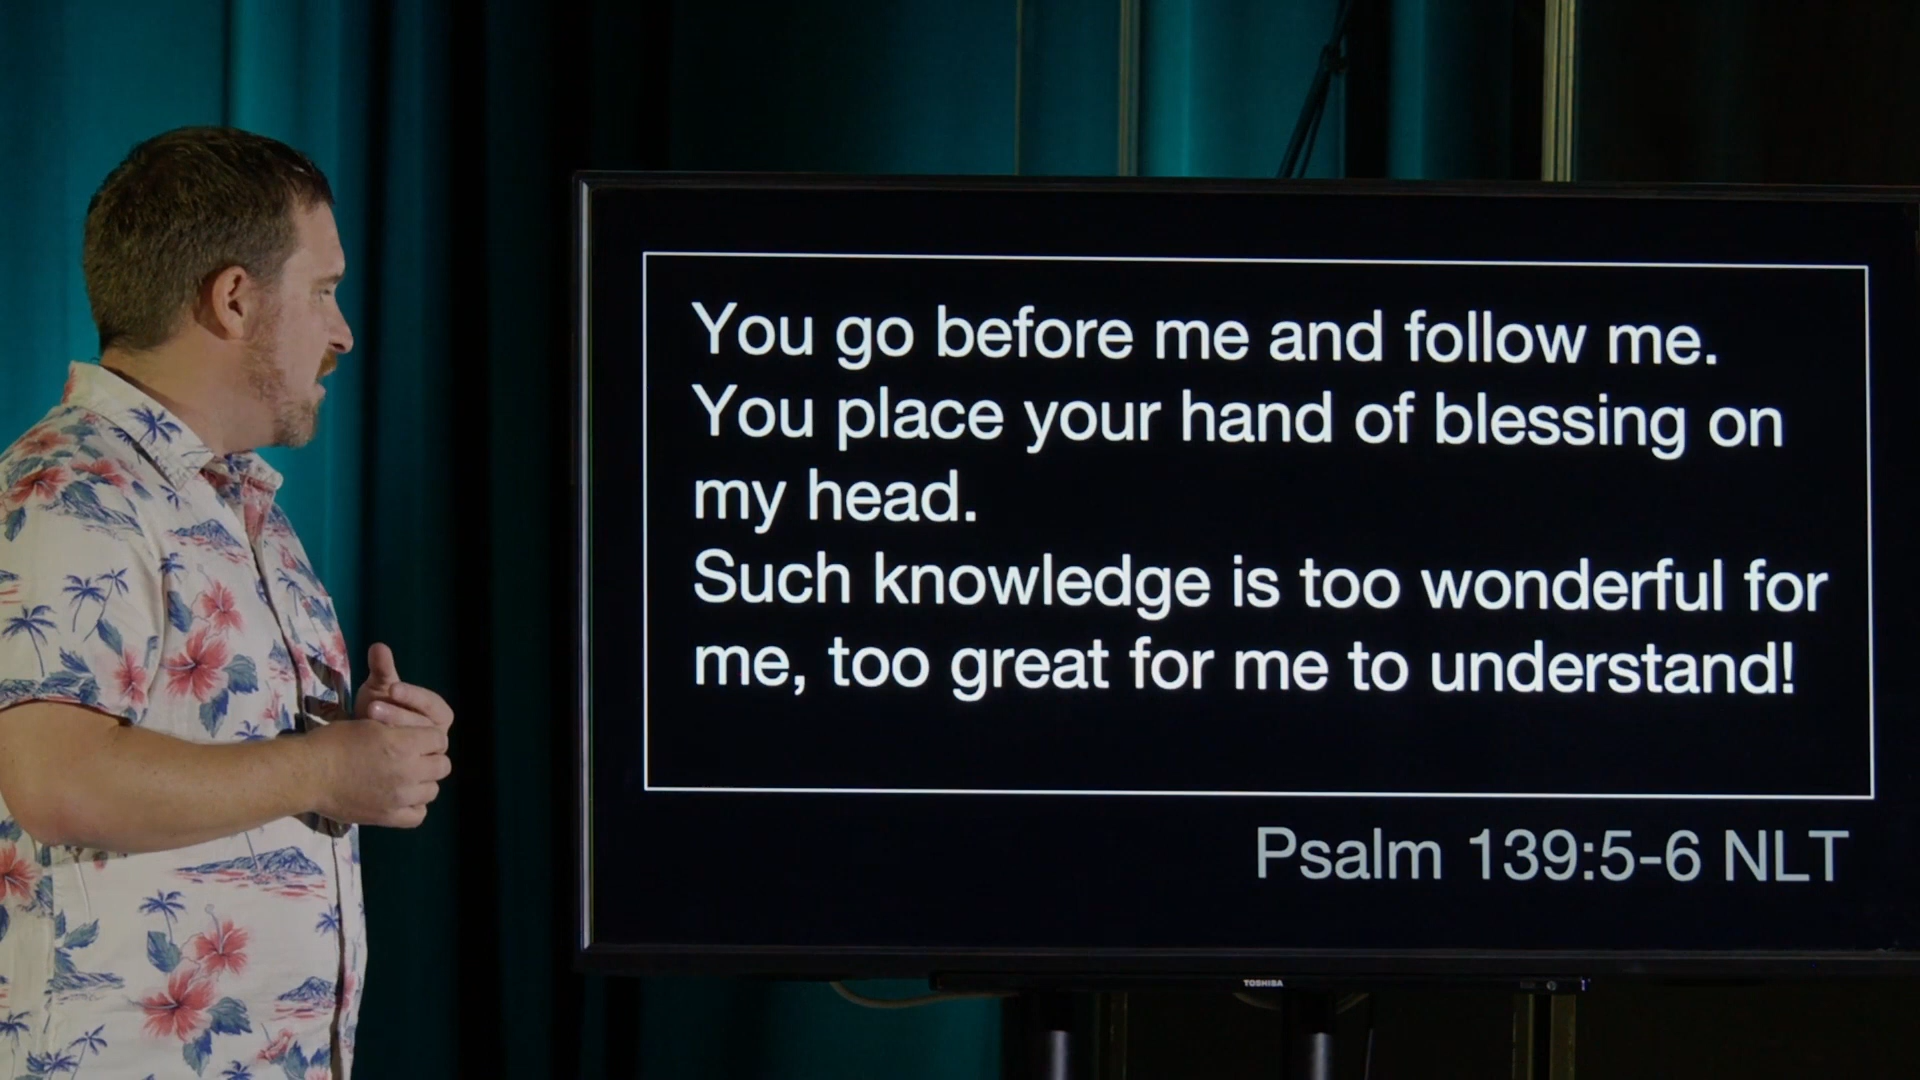 You go before me and follow me.
You place your hand of blessing on
my head.
Such knowledge is too wonderful for
me, too great for me to understand!
Psalm 139:5-6 NLT
TOSHIBA